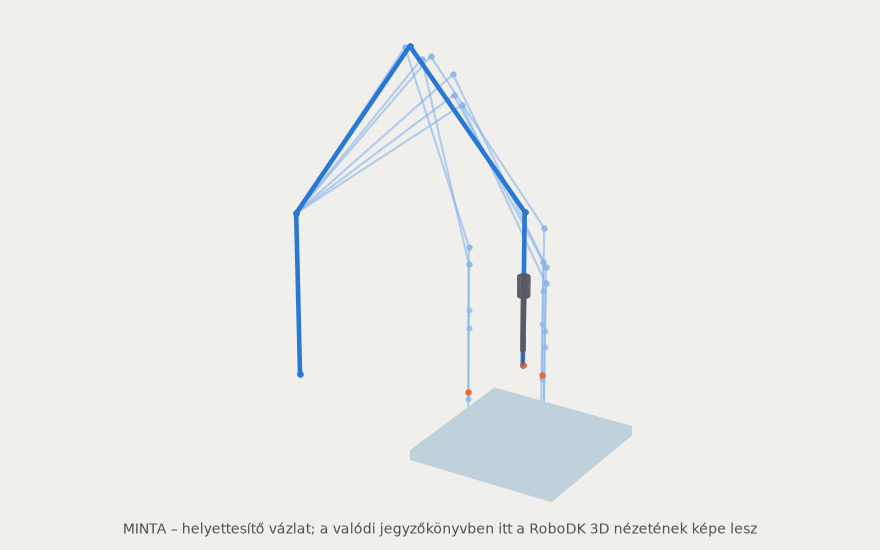 MINTA – helyettesítő vázlat; a valódi jegyzőkönyvben itt a RoboDK 3D nézetének képe lesz